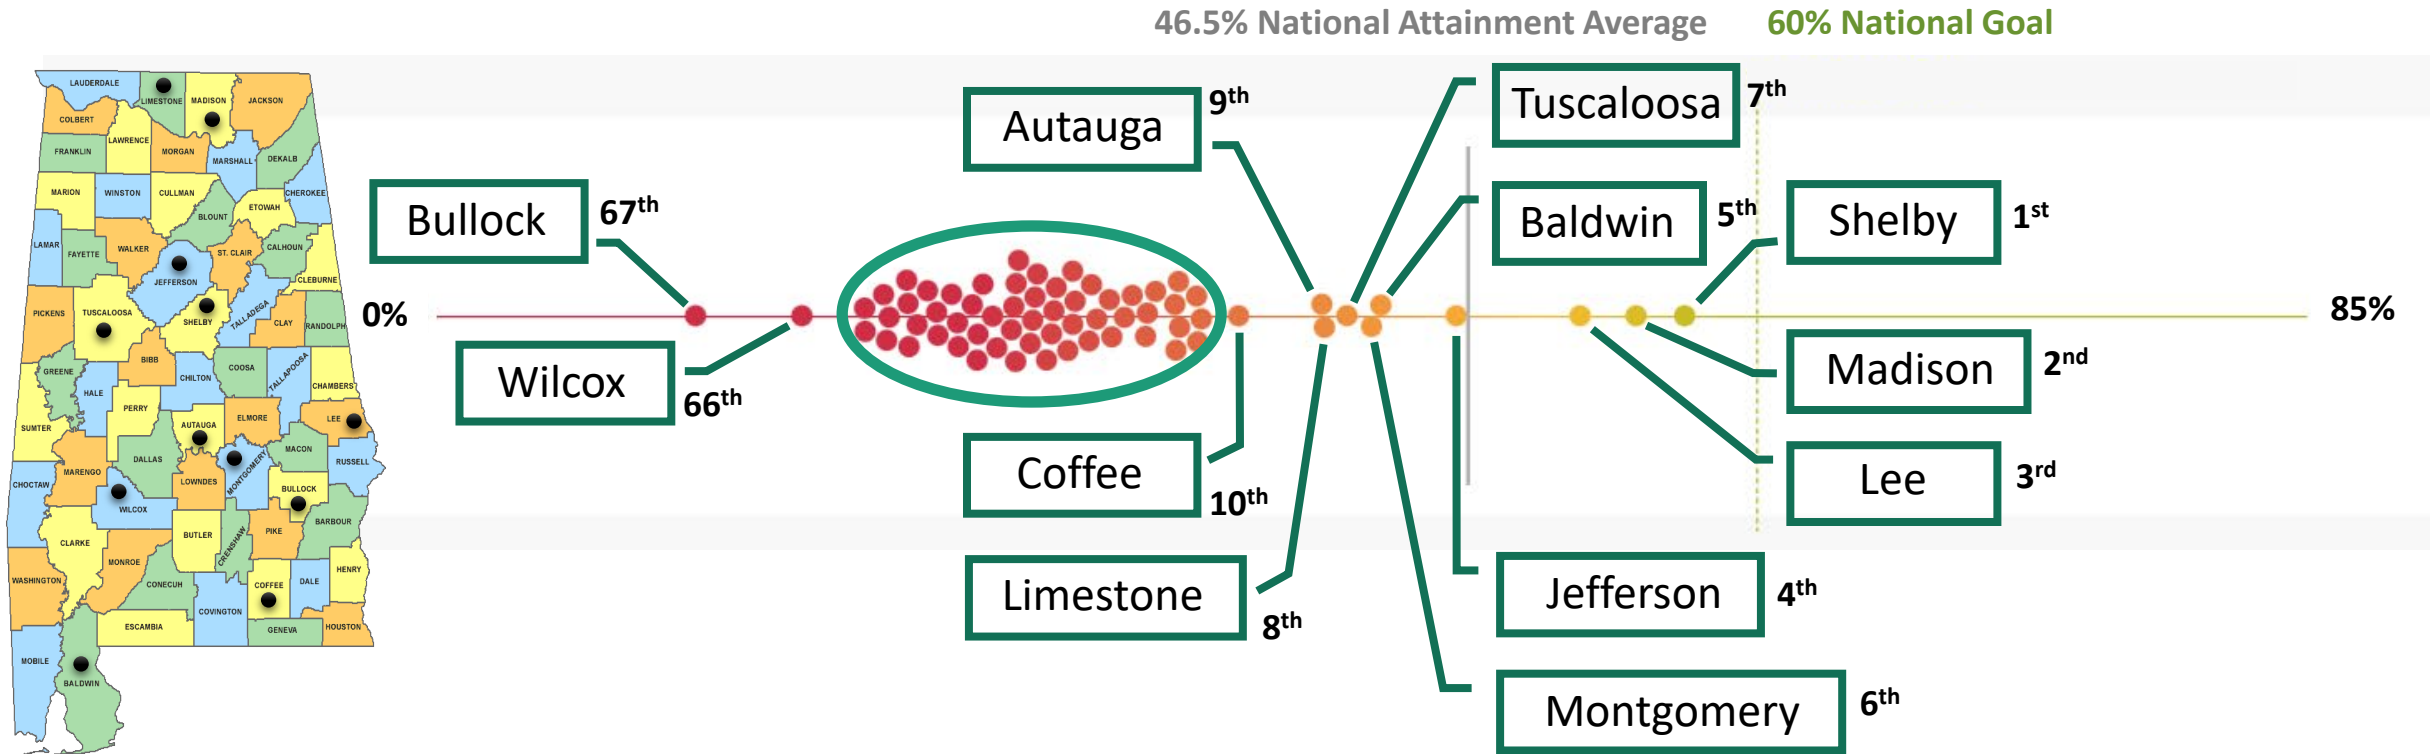 46.5% National Attainment Average 60% National Goal
LAUDERDALE
LIMESTONE
MADISON
JACKSON
COLBERT
LAWRENCE
FRANKLIN
MORGAN
MARSHALL
DEKALB
MARION
WINSTON
CULLMAN
CHEROKEE
ETOWAH
BLOUNT
LAMAR
FAYETTE
WALKER
ST. CLAIR
CALHOUN
JEFFERSON
CLEBURNE
PICKENS
TUSCALOOSA
SHELBY
TALLADEGA
CLAY
RANDOLPH
BIBB
GREENE
HALE
CHILTON
COOSA
TALLAPOOSA
CHAMBERS
PERRY
SUMTER
AUTAUGA
ELMORE
LEE
MACON
RUSSELL
DALLAS
MARENGO
CHOCTAW
LOWNDES
MONTGOMERY
BULLOCK
WILCOX
BARBOUR
CLARKE
BUTLER
CRENSHAW
PIKE
MONROE
WASHINGTON
CONECUH
COFFEE
DALE
HENRY
COVINGTON
ESCAMBIA
GENEVA
HOUSTON
MOBILE
BALDWIN
0%
85%
Bullock 67th
Wilcox 66th
Autauga 9th
Coffee 10th
Limestone 8th
Tuscaloosa 7th
Baldwin 5th
Shelby 1st
Madison 2nd
Lee 3rd
Jefferson 4th
Montgomery 6th